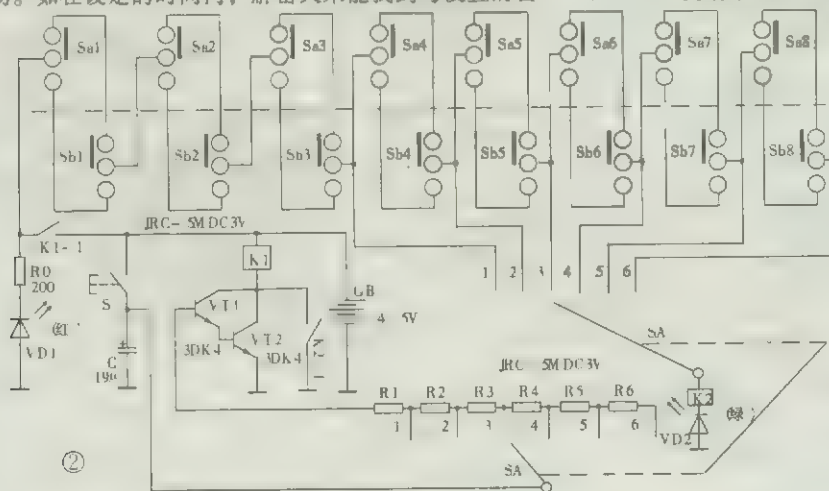 Sa1 Sa2 Sa3 Sa4 Sa5 Sa6 Sa7 Sa8
Sb1 Sb2 Sb3 Sb4 Sb5 Sb6 Sb7 Sb8
JRC-5M DC3V
K1-1
1 2 3 4 5 6
R0
200
K1
GB
S
VT1
4.5V
红
VT2
SA
VD1
3DK4
3DK4
C
JRC 5M DC3V
R1 R2 R3 R4 R5 R6
K2
绿
1 2 3 4 5 6
VD2
②
SA